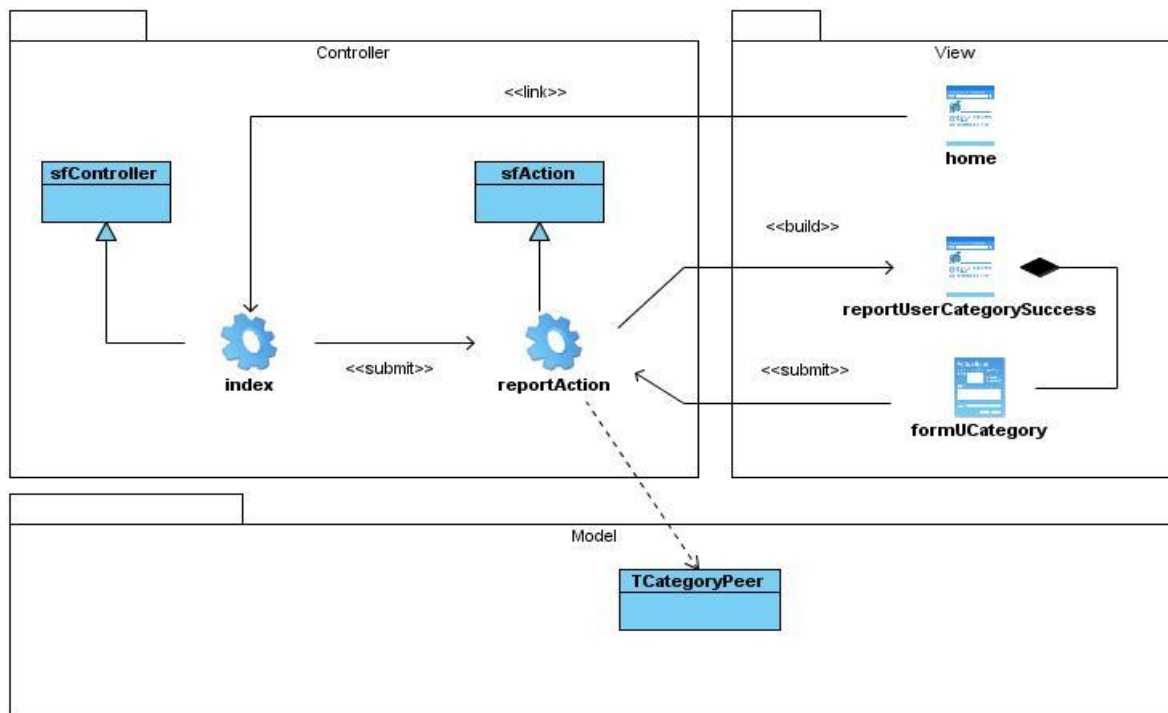 Controller
View
<<link>>
home
sfController
sfAction
<<build>>
reportUserCategorySuccess
index
<<submit>>
reportAction
<<submit>>
formUCategory
Model
TCategoryPeer